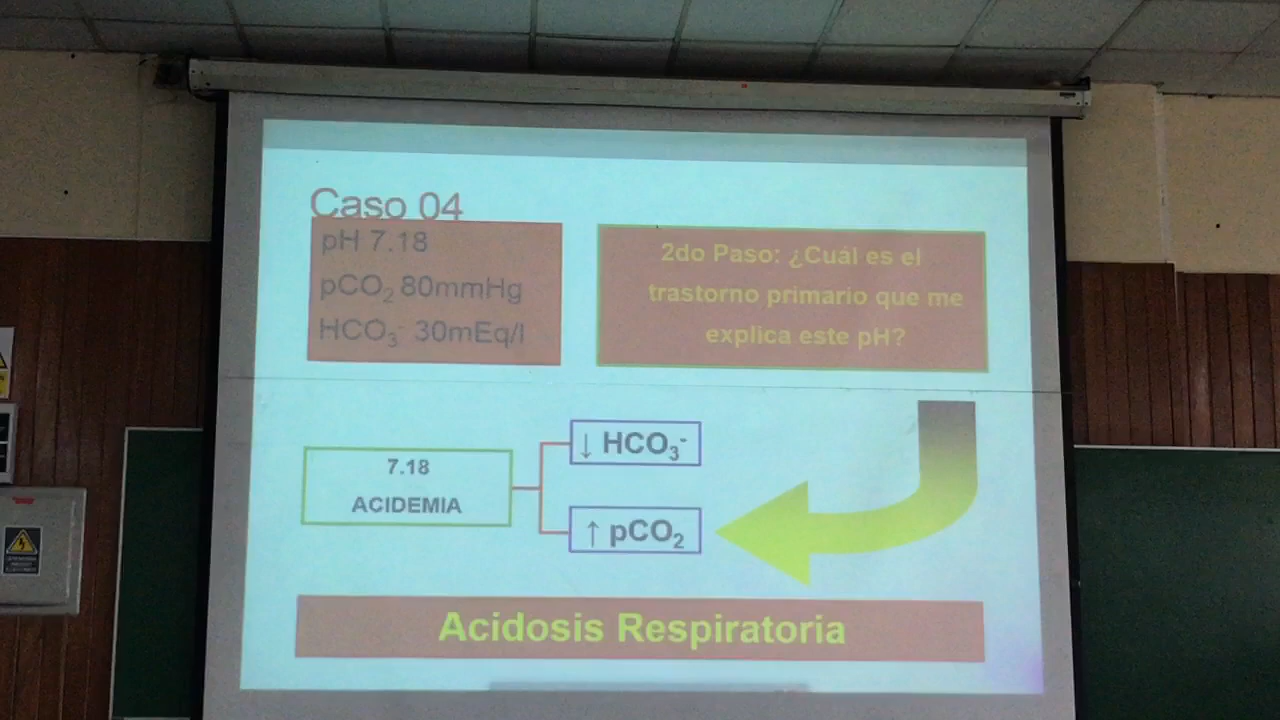 Caso 04
pH 7.18
pCO₂ 80mmHg
HCO₃⁻ 30mEq/l
2do Paso: ¿Cuál es el
trastorno primario que me
explica este pH?
7.18
ACIDEMIA
↓ HCO₃⁻
↑ pCO₂
Acidosis Respiratoria